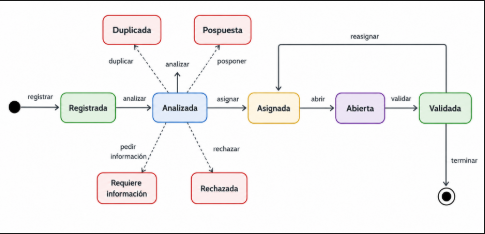 Duplicada
Pospuesta
reasignar
duplicar
analizar
posponer
registrar
Registrada
analizar
Analizada
asignar
Asignada
abrir
Abierta
validar
Validada
pedir
información
rechazar
terminar
Requiere
información
Rechazada